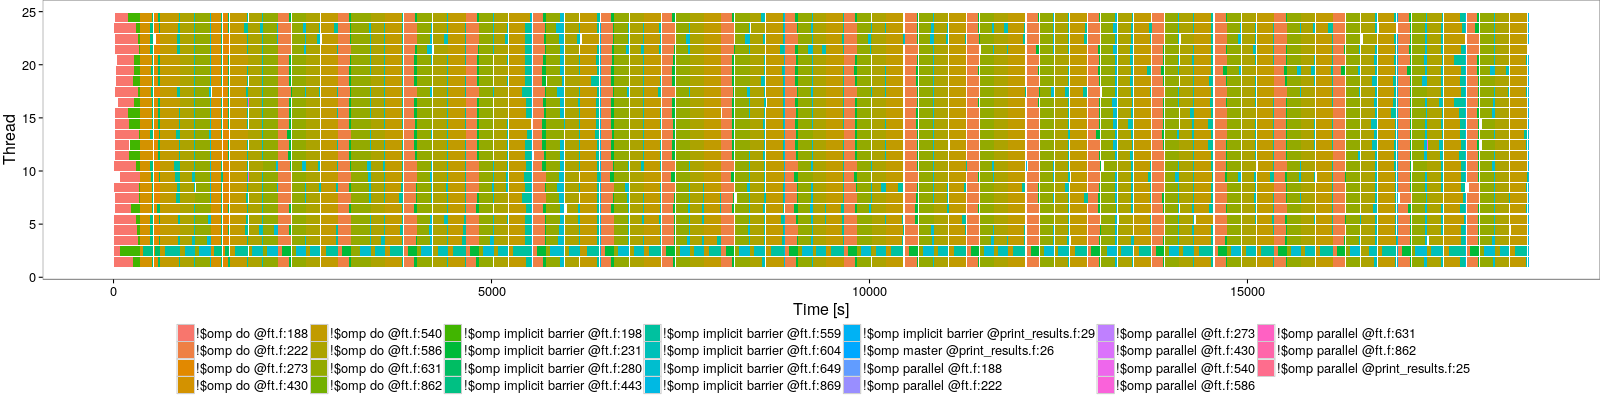 25
20
15
10
5
0
Thread
0 5000 10000 15000
Time [s]
!$omp do @ft.f:188 !$omp do @ft.f:540 !$omp implicit barrier @ft.f:198 !$omp implicit barrier @ft.f:559 !$omp implicit barrier @print_results.f:29 !$omp parallel @ft.f:273 !$omp parallel @ft.f:631
!$omp do @ft.f:222 !$omp do @ft.f:586 !$omp implicit barrier @ft.f:231 !$omp implicit barrier @ft.f:604 !$omp master @print_results.f:26 !$omp parallel @ft.f:430 !$omp parallel @ft.f:862
!$omp do @ft.f:273 !$omp do @ft.f:631 !$omp implicit barrier @ft.f:280 !$omp implicit barrier @ft.f:649 !$omp parallel @ft.f:188 !$omp parallel @ft.f:540 !$omp parallel @print_results.f:25
!$omp do @ft.f:430 !$omp do @ft.f:862 !$omp implicit barrier @ft.f:443 !$omp implicit barrier @ft.f:869 !$omp parallel @ft.f:222 !$omp parallel @ft.f:586